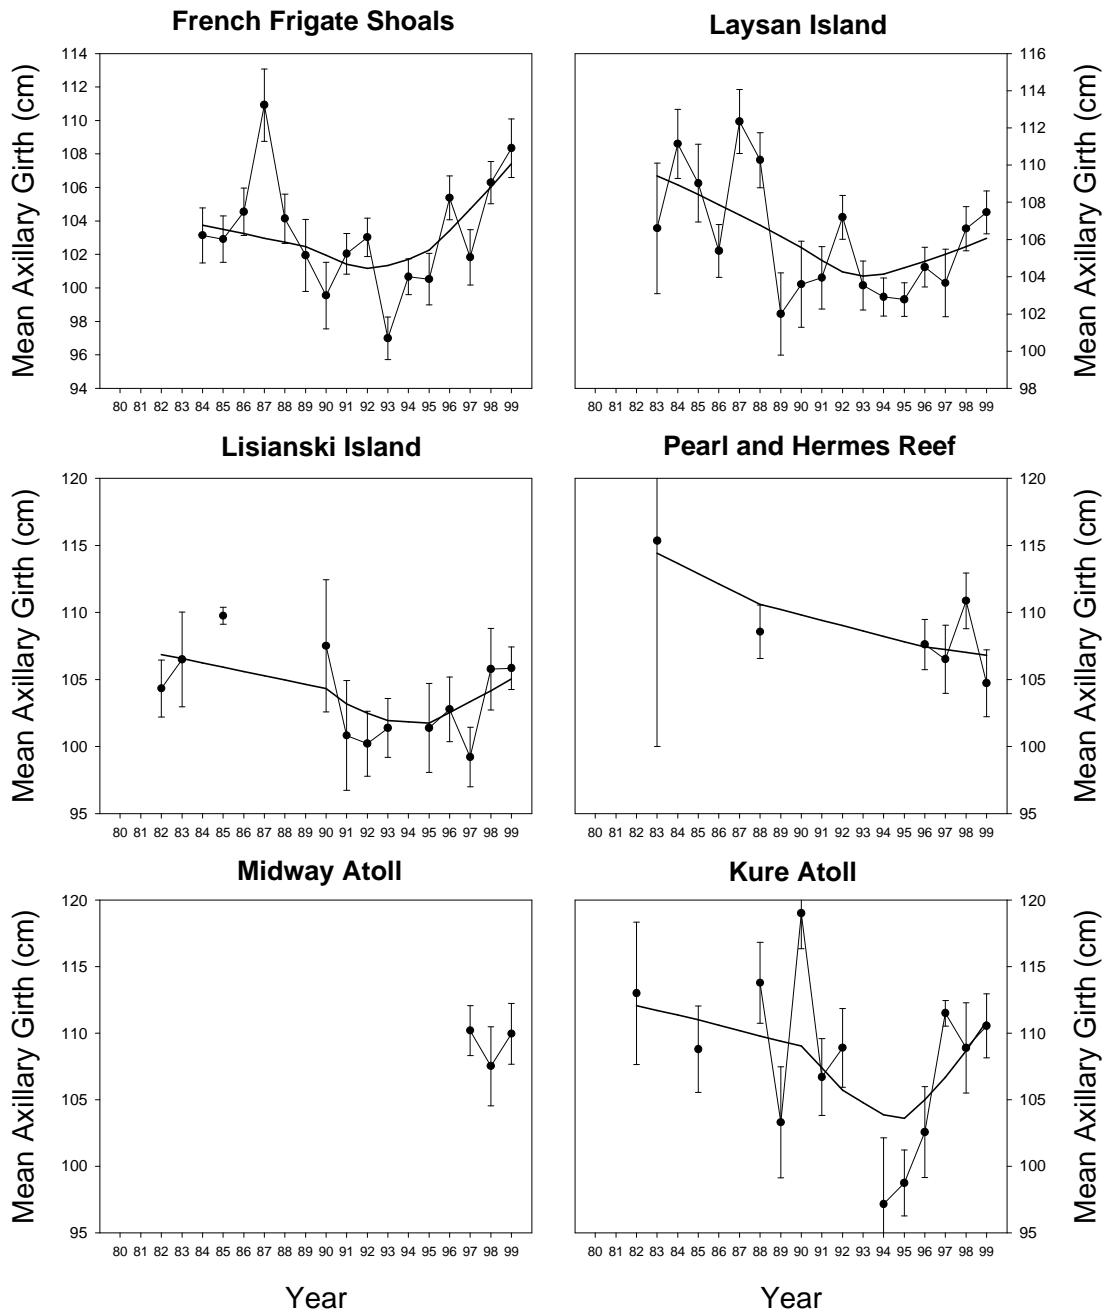 French Frigate Shoals
Laysan Island
Mean Axillary Girth (cm)
114
112
110
108
106
104
102
100
98
96
94
80 81 82 83 84 85 86 87 88 89 90 91 92 93 94 95 96 97 98 99
116
114
112
110
108
106
104
102
100
98
Mean Axillary Girth (cm)
80 81 82 83 84 85 86 87 88 89 90 91 92 93 94 95 96 97 98 99
Lisianski Island
Pearl and Hermes Reef
Mean Axillary Girth (cm)
120
115
110
105
100
95
80 81 82 83 84 85 86 87 88 89 90 91 92 93 94 95 96 97 98 99
120
115
110
105
100
95
Mean Axillary Girth (cm)
80 81 82 83 84 85 86 87 88 89 90 91 92 93 94 95 96 97 98 99
Midway Atoll
Kure Atoll
Mean Axillary Girth (cm)
120
115
110
105
100
95
80 81 82 83 84 85 86 87 88 89 90 91 92 93 94 95 96 97 98 99
120
115
110
105
100
95
Mean Axillary Girth (cm)
80 81 82 83 84 85 86 87 88 89 90 91 92 93 94 95 96 97 98 99
Year
Year